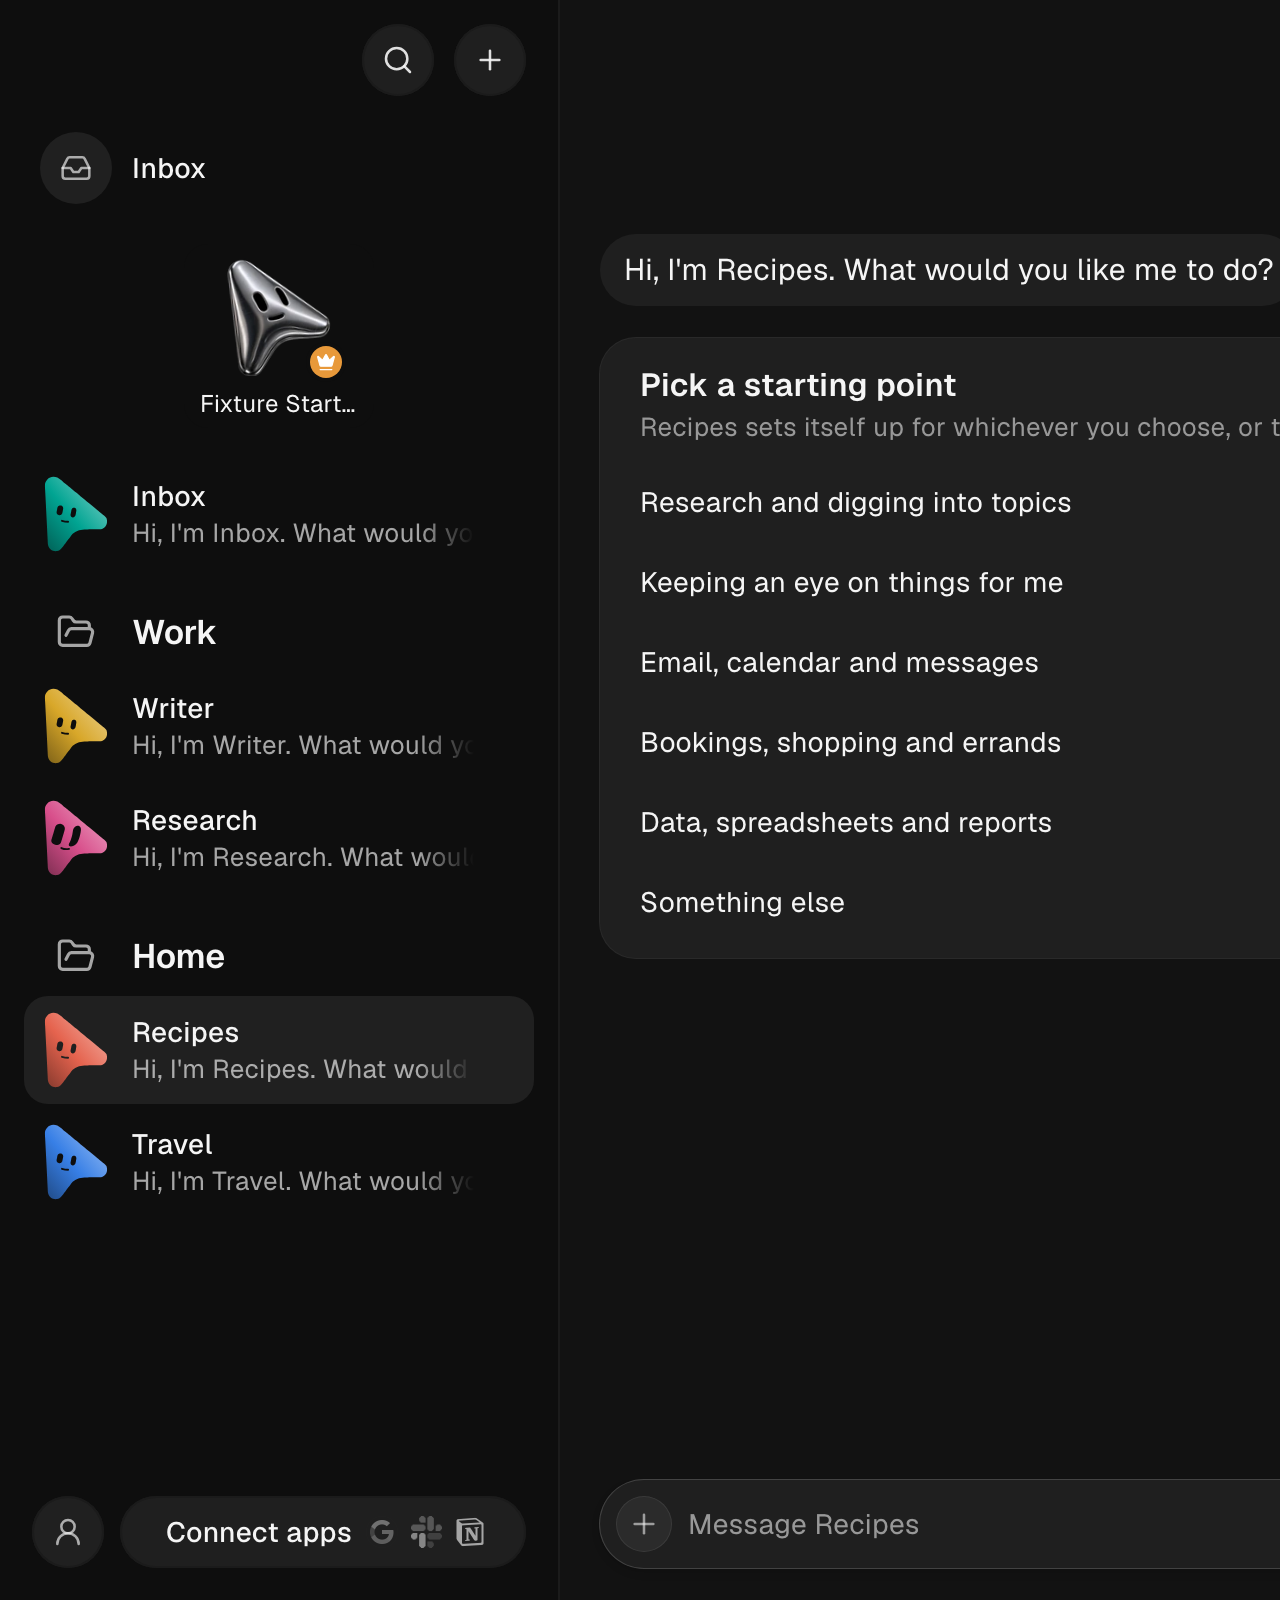 Inbox
Fixture Start...
Inbox
Hi, I'm Inbox. What would yo
Work
Writer
Hi, I'm Writer. What would yo
Research
Hi, I'm Research. What would
Home
Recipes
Hi, I'm Recipes. What would
Travel
Hi, I'm Travel. What would yo
Connect apps
Hi, I'm Recipes. What would you like me to do?
Pick a starting point
Recipes sets itself up for whichever you choose, or t
Research and digging into topics
Keeping an eye on things for me
Email, calendar and messages
Bookings, shopping and errands
Data, spreadsheets and reports
Something else
Message Recipes